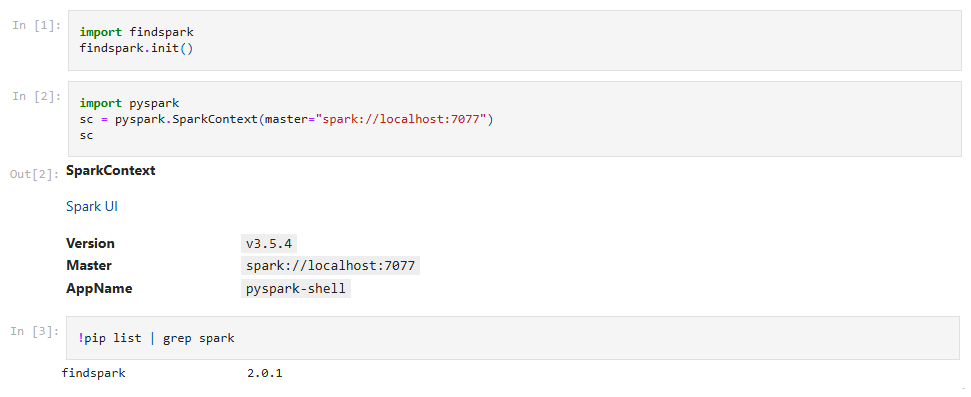 In [1]:
import findspark
findspark.init()
In [2]:
import pyspark
sc = pyspark.SparkContext(master="spark://localhost:7077")
sc
Out[2]: SparkContext
Spark UI
Version v3.5.4
Master spark://localhost:7077
AppName pyspark-shell
In [3]:
!pip list | grep spark
findspark 2.0.1